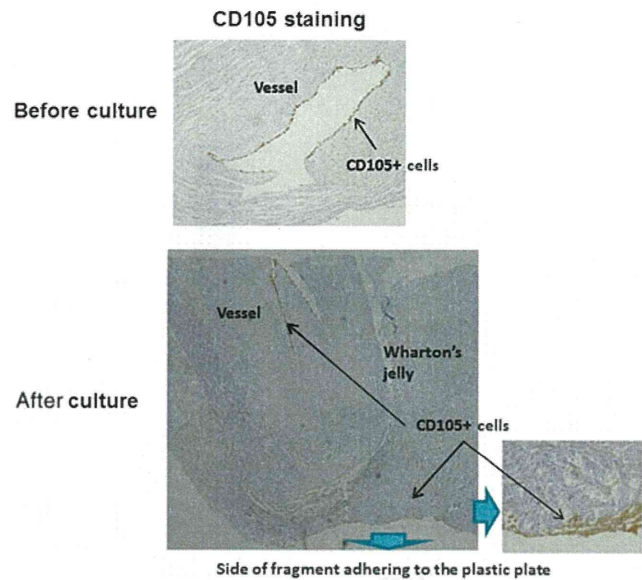 CD105 staining
Before culture
Vessel
CD105+ cells
After culture
Vessel
Wharton's
jelly
CD105+ cells
Side of fragment adhering to the plastic plate